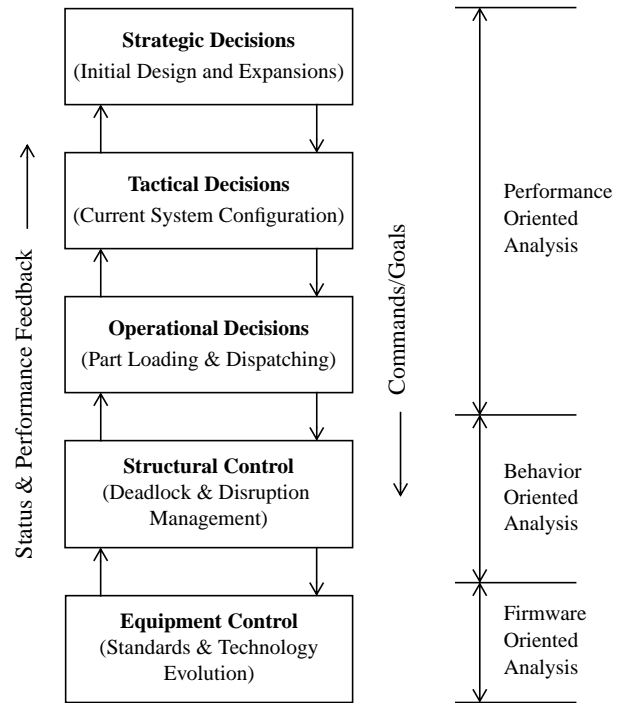 Strategic Decisions
(Initial Design and Expansions)
Tactical Decisions
(Current System Configuration)
Operational Decisions
(Part Loading & Dispatching)
Structural Control
(Deadlock & Disruption
Management)
Equipment Control
(Standards & Technology
Evolution)
Status & Performance Feedback
Commands/Goals
Performance
Oriented
Analysis
Behavior
Oriented
Analysis
Firmware
Oriented
Analysis